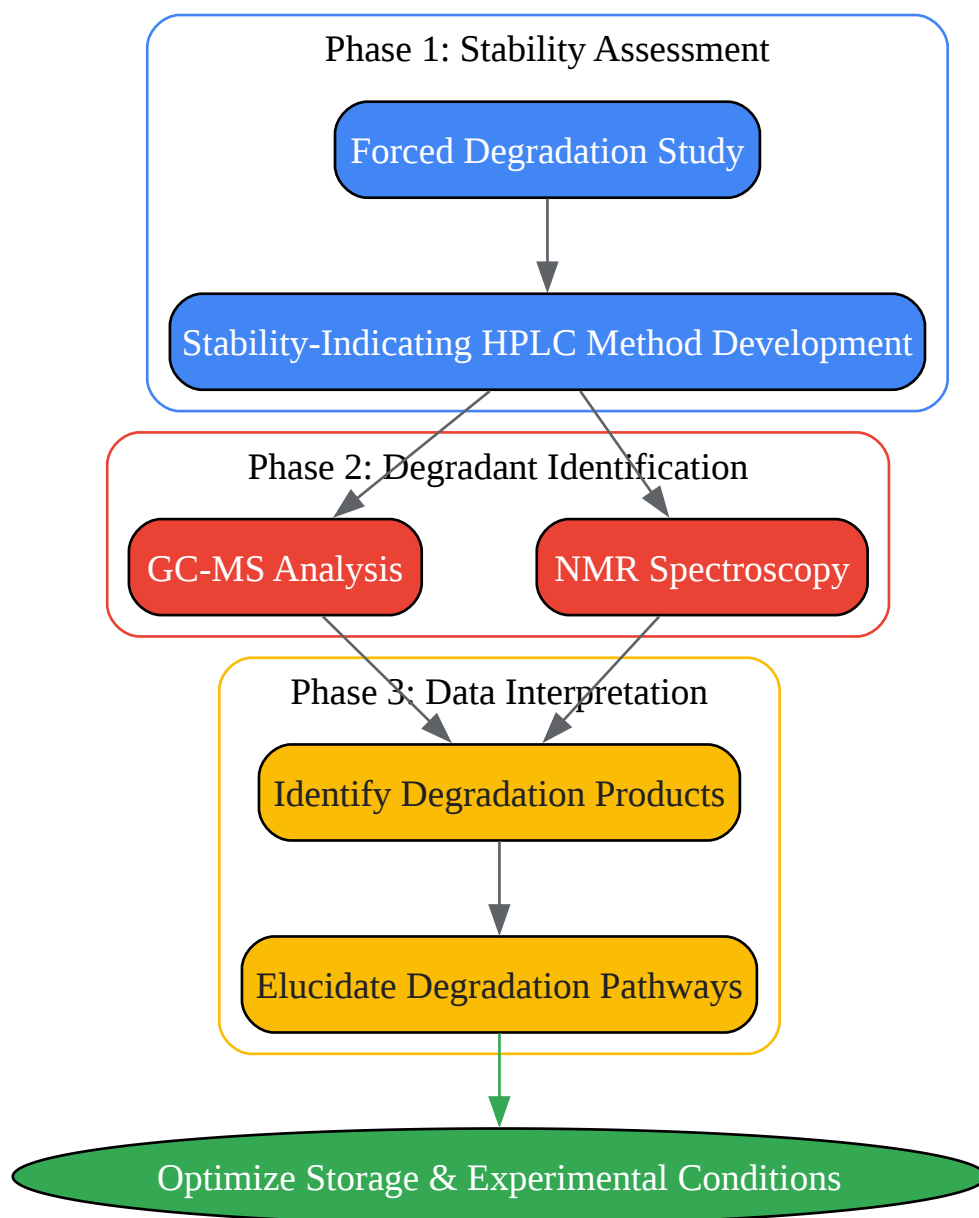 Phase 1: Stability Assessment
Forced Degradation Study
Stability-Indicating HPLC Method Development
Phase 2: Degradant Identification
GC-MS Analysis
NMR Spectroscopy
Phase 3: Data Interpretation
Identify Degradation Products
Elucidate Degradation Pathways
Optimize Storage & Experimental Conditions